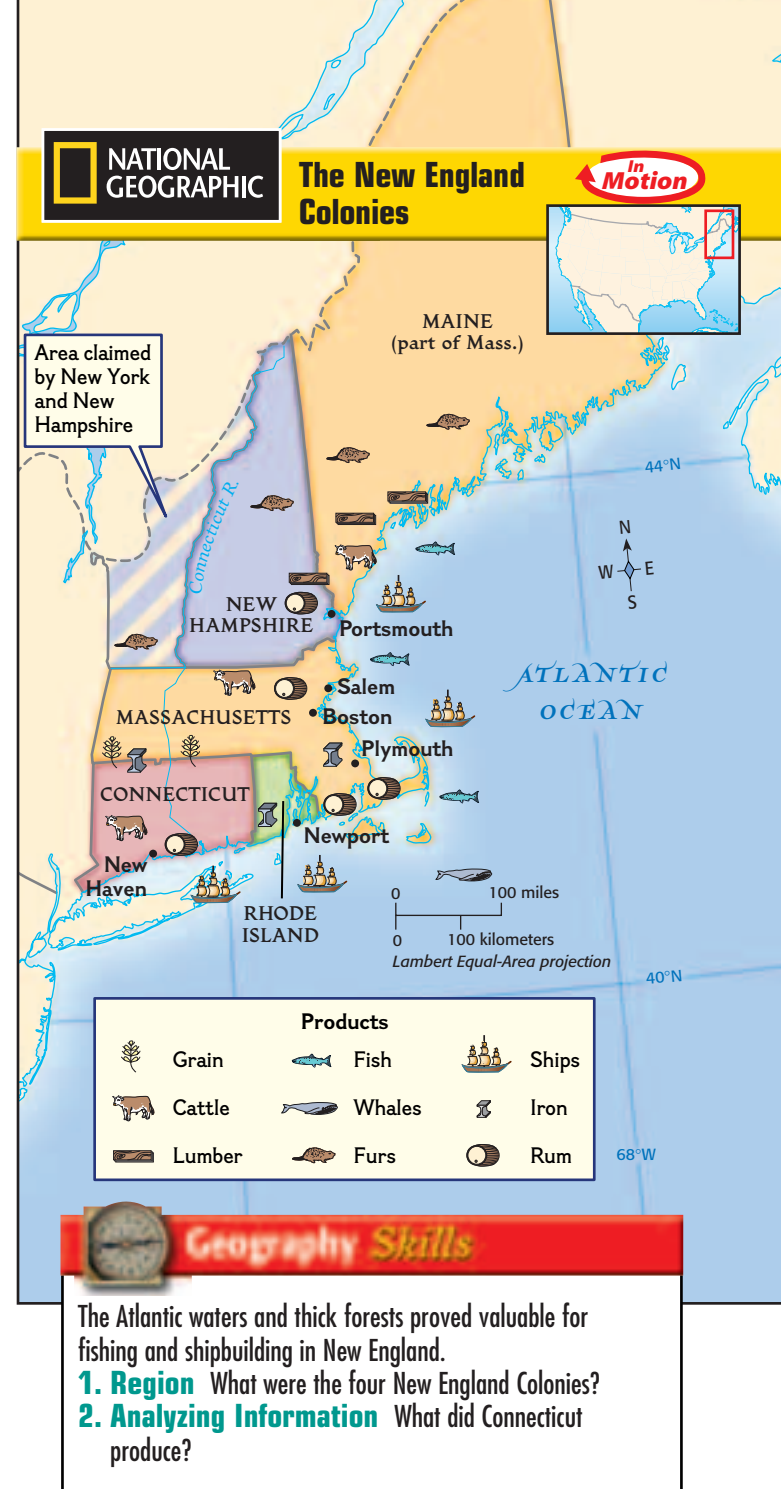 NATIONAL
GEOGRAPHIC
The New England
Colonies
In
Motion
MAINE
(part of Mass.)
Area claimed
by New York
and New
Hampshire
44°N
Connecticut R.
N
W E
S
NEW
HAMPSHIRE
Portsmouth
ATLANTIC
OCEAN
Salem
MASSACHUSETTS
Boston
Plymouth
CONNECTICUT
Newport
New
Haven
RHODE
ISLAND
0 100 miles
0 100 kilometers
Lambert Equal-Area projection
40°N
Products
Grain Fish Ships
Cattle Whales Iron
Lumber Furs Rum
68°W
Geography Skills
The Atlantic waters and thick forests proved valuable for
fishing and shipbuilding in New England.
1. Region What were the four New England Colonies?
2. Analyzing Information What did Connecticut
produce?